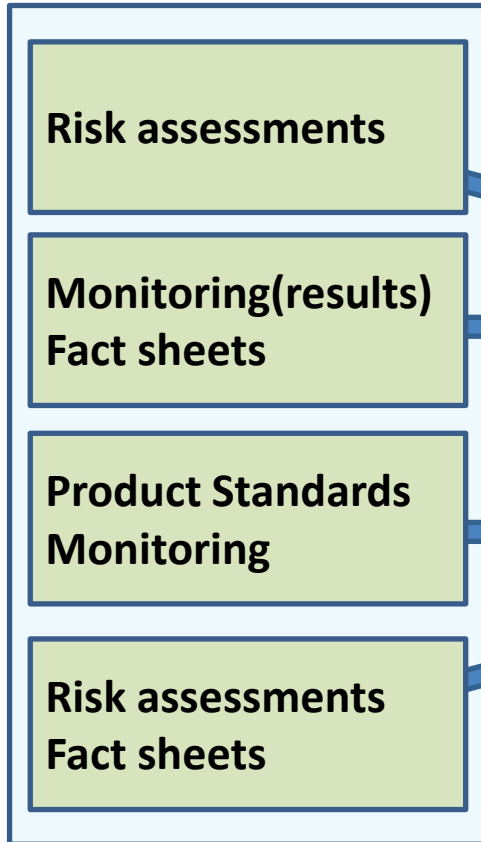 Risk assessments
Monitoring(results)
Fact sheets
Product Standards
Monitoring
Risk assessments
Fact sheets